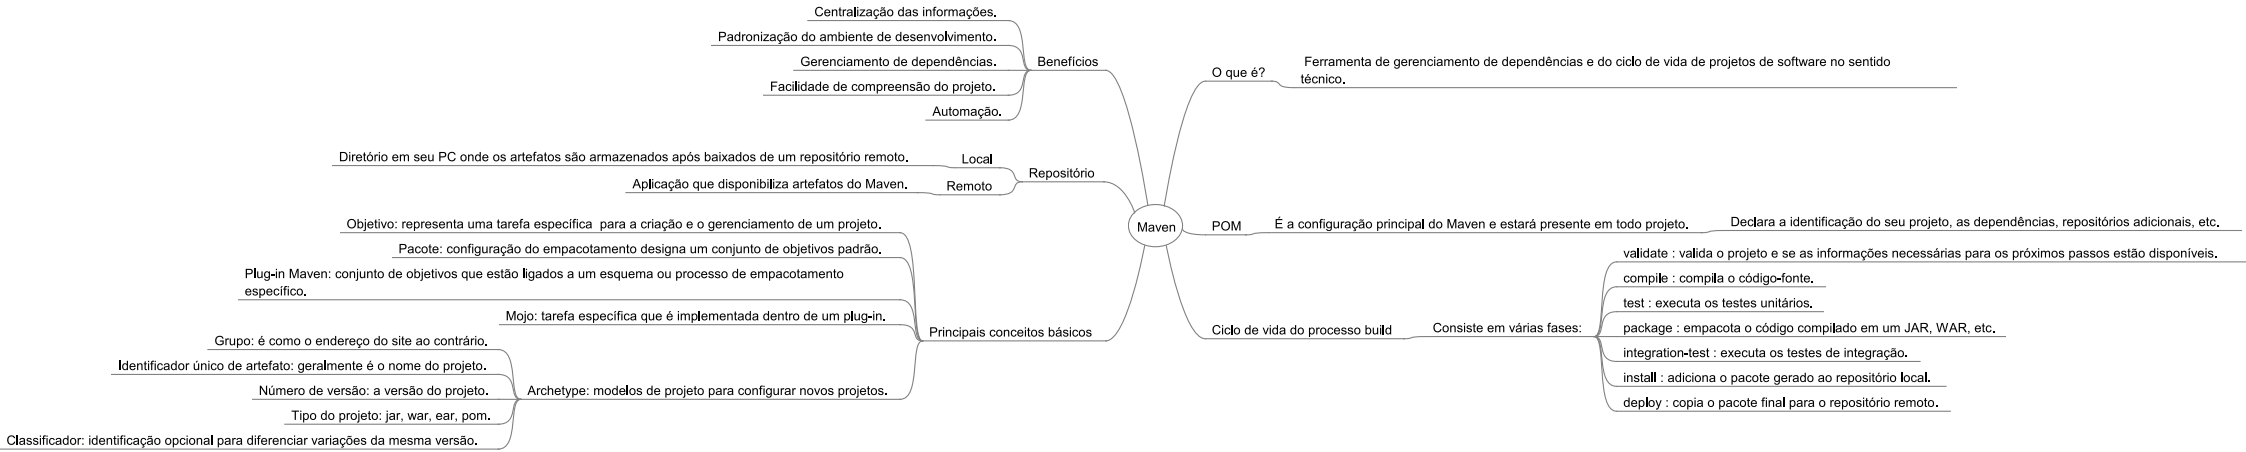 Maven
O que é?
Ferramenta de gerenciamento de dependências e do ciclo de vida de projetos de software no sentido
técnico.
POM
É a configuração principal do Maven e estará presente em todo projeto.
Declara a identificação do seu projeto, as dependências, repositórios adicionais, etc.
Ciclo de vida do processo build
Consiste em várias fases:
validate : valida o projeto e se as informações necessárias para os próximos passos estão disponíveis.
compile : compila o código-fonte.
test : executa os testes unitários.
package : empacota o código compilado em um JAR, WAR, etc.
integration-test : executa os testes de integração.
install : adiciona o pacote gerado ao repositório local.
deploy : copia o pacote final para o repositório remoto.
Benefícios
Centralização das informações.
Padronização do ambiente de desenvolvimento.
Gerenciamento de dependências.
Facilidade de compreensão do projeto.
Automação.
Repositório
Local
Diretório em seu PC onde os artefatos são armazenados após baixados de um repositório remoto.
Remoto
Aplicação que disponibiliza artefatos do Maven.
Principais conceitos básicos
Objetivo: representa uma tarefa específica  para a criação e o gerenciamento de um projeto.
Pacote: configuração do empacotamento designa um conjunto de objetivos padrão.
Plug-in Maven: conjunto de objetivos que estão ligados a um esquema ou processo de empacotamento
específico.
Mojo: tarefa específica que é implementada dentro de um plug-in.
Archetype: modelos de projeto para configurar novos projetos.
Grupo: é como o endereço do site ao contrário.
Identificador único de artefato: geralmente é o nome do projeto.
Número de versão: a versão do projeto.
Tipo do projeto: jar, war, ear, pom.
Classificador: identificação opcional para diferenciar variações da mesma versão.